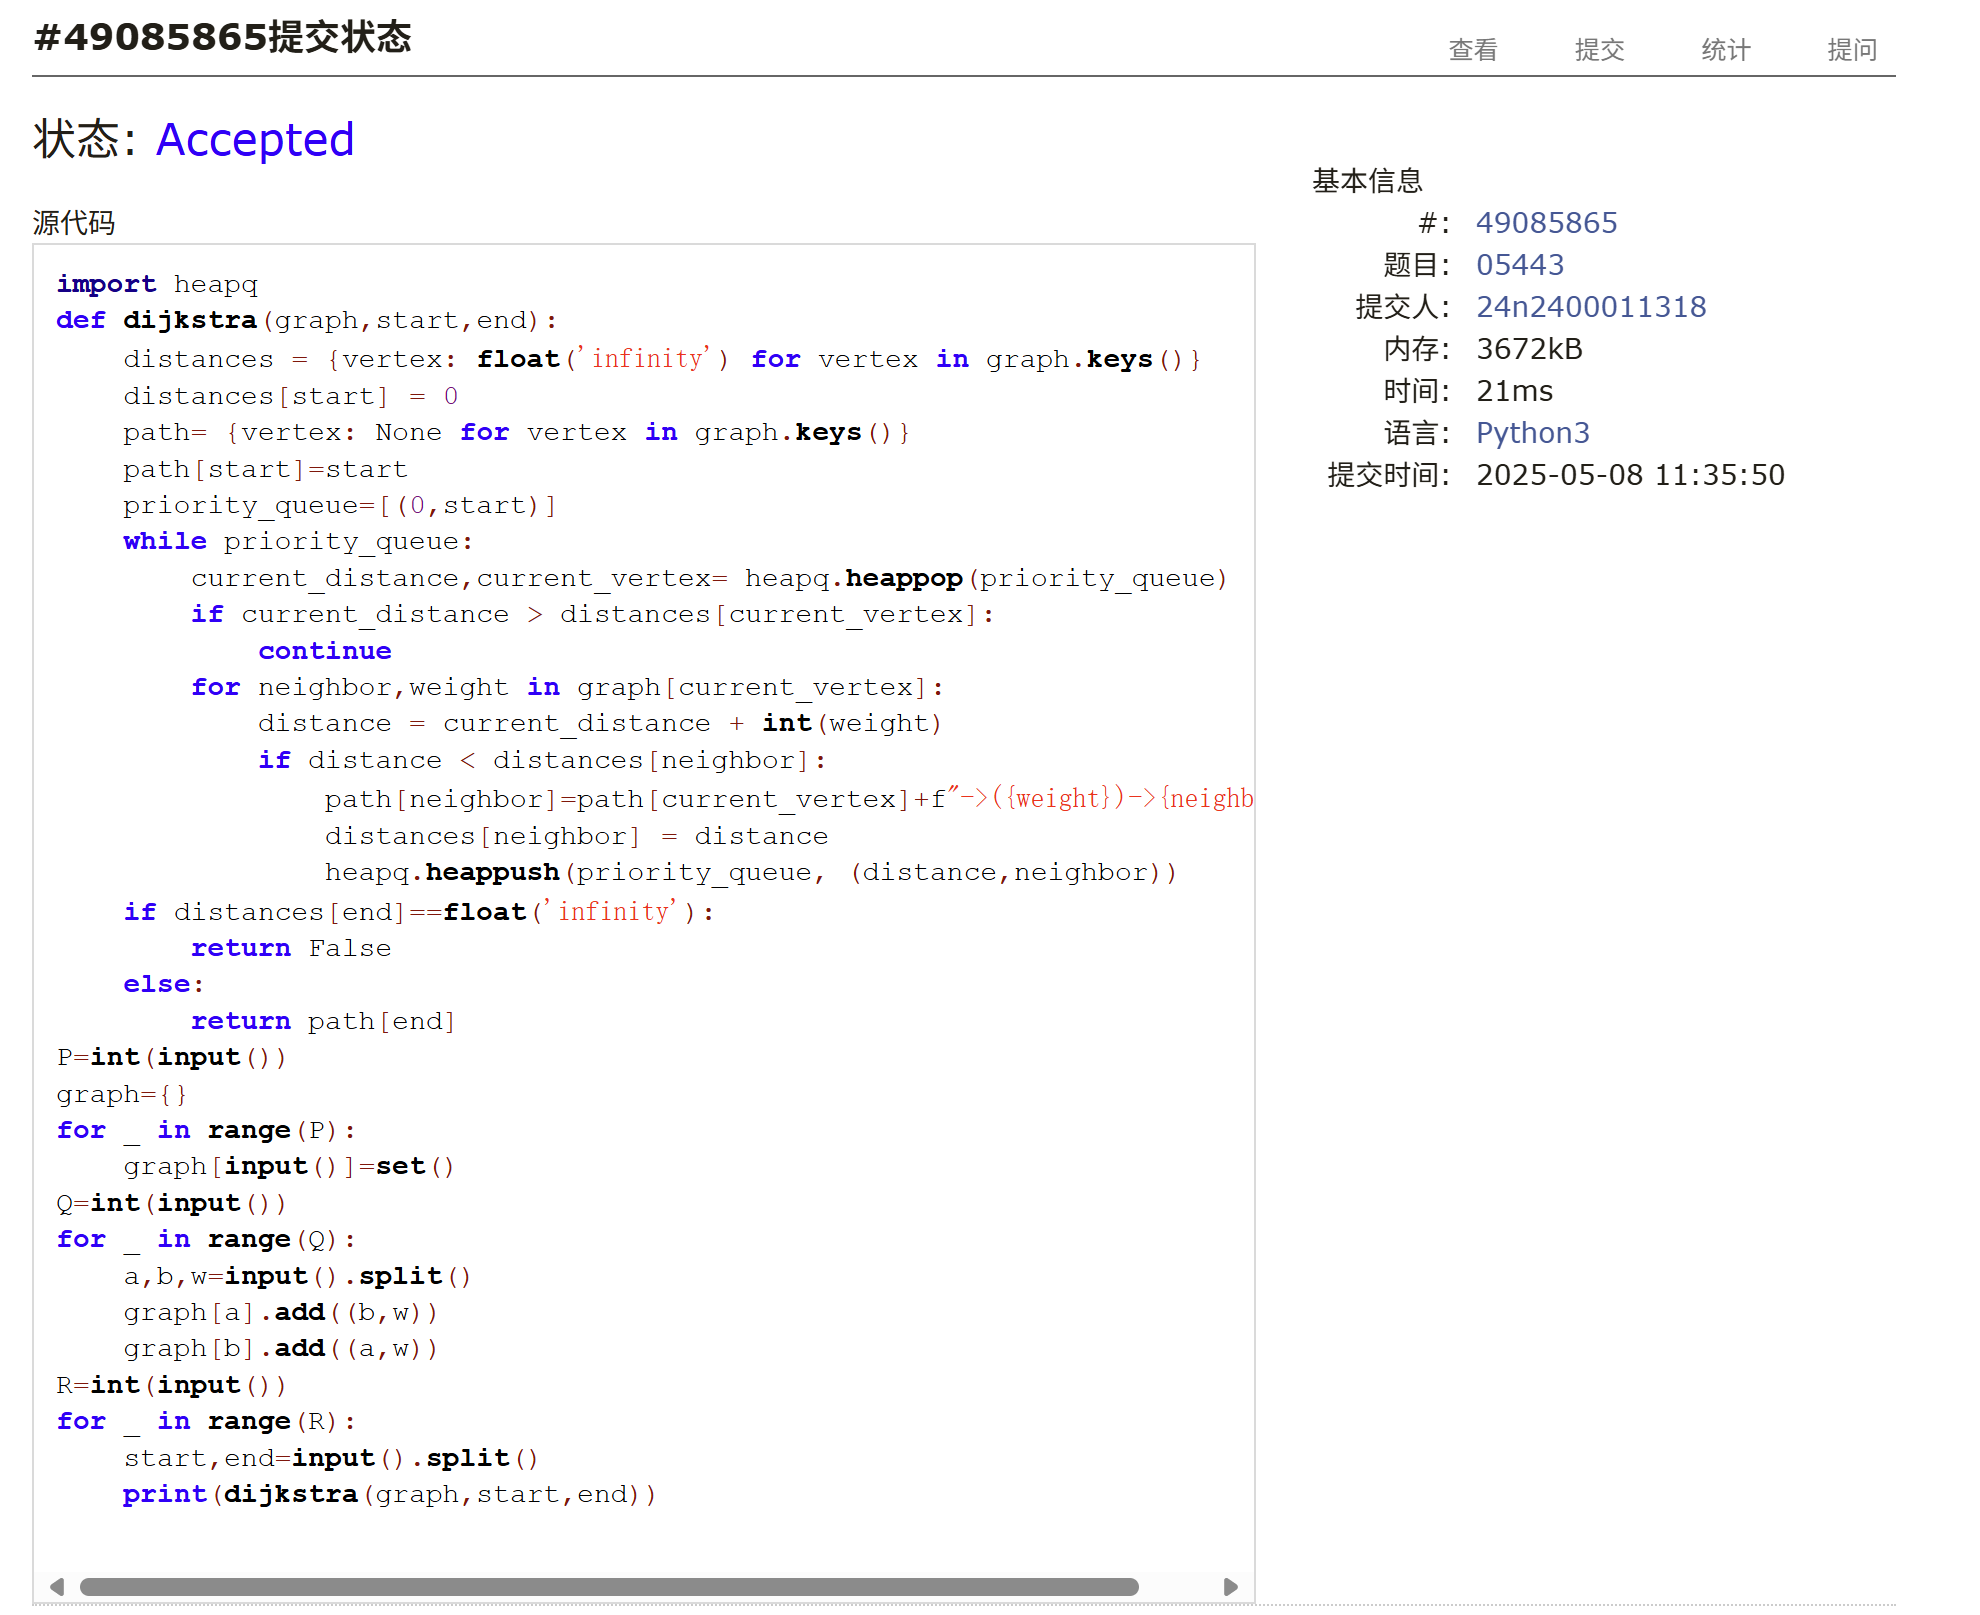 #49085865提交状态
查看 提交 统计 提问
状态: Accepted
源代码
import heapq
def dijkstra(graph,start,end):
    distances = {vertex: float('infinity') for vertex in graph.keys()}
    distances[start] = 0
    path= {vertex: None for vertex in graph.keys()}
    path[start]=start
    priority_queue=[(0,start)]
    while priority_queue:
        current_distance,current_vertex= heapq.heappop(priority_queue)
        if current_distance > distances[current_vertex]:
            continue
        for neighbor,weight in graph[current_vertex]:
            distance = current_distance + int(weight)
            if distance < distances[neighbor]:
                path[neighbor]=path[current_vertex]+f"->({weight})->{neighb
                distances[neighbor] = distance
                heapq.heappush(priority_queue, (distance,neighbor))
    if distances[end]==float('infinity'):
        return False
    else:
        return path[end]
P=int(input())
graph={}
for _ in range(P):
    graph[input()]=set()
Q=int(input())
for _ in range(Q):
    a,b,w=input().split()
    graph[a].add((b,w))
    graph[b].add((a,w))
R=int(input())
for _ in range(R):
    start,end=input().split()
    print(dijkstra(graph,start,end))
基本信息
#: 49085865
题目: 05443
提交人: 24n2400011318
内存: 3672kB
时间: 21ms
语言: Python3
提交时间: 2025-05-08 11:35:50